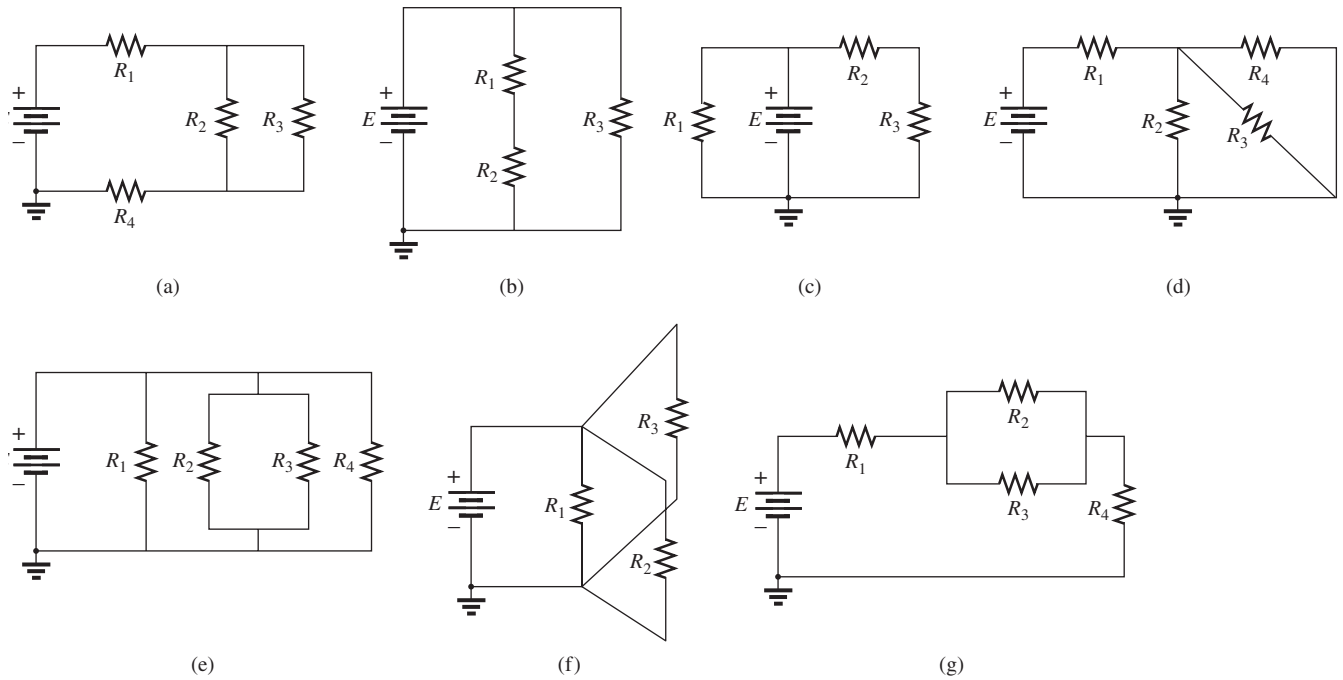 R1
R2
R3
R4
+
−
(a)
E
+
−
R1
R2
R3
(b)
R1
E
+
−
R2
R3
(c)
E
+
−
R1
R2
R3
R4
(d)
+
−
R1
R2
R3
R4
(e)
E
+
−
R1
R2
R3
(f)
E
+
−
R1
R2
R3
R4
(g)